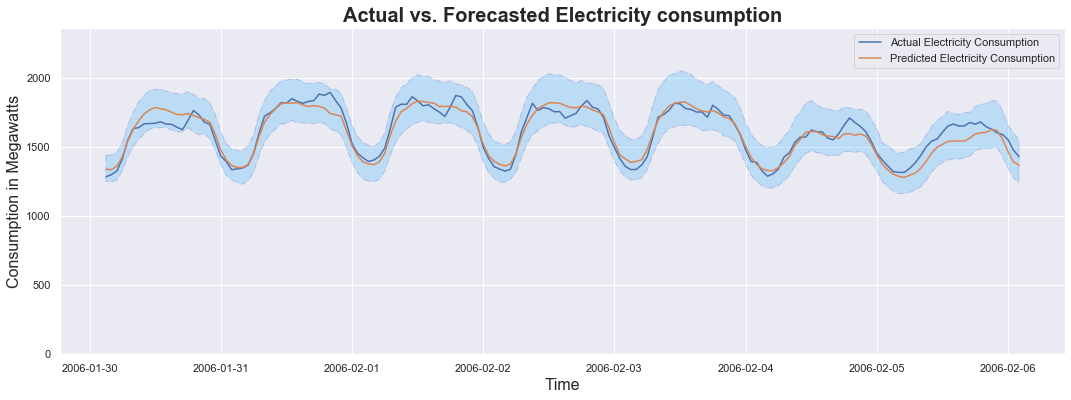 Actual vs. Forecasted Electricity consumption
Actual Electricity Consumption
Predicted Electricity Consumption
Consumption in Megawatts
2000
1500
1000
500
0
2006-01-30
2006-01-31
2006-02-01
2006-02-02
2006-02-03
2006-02-04
2006-02-05
2006-02-06
Time